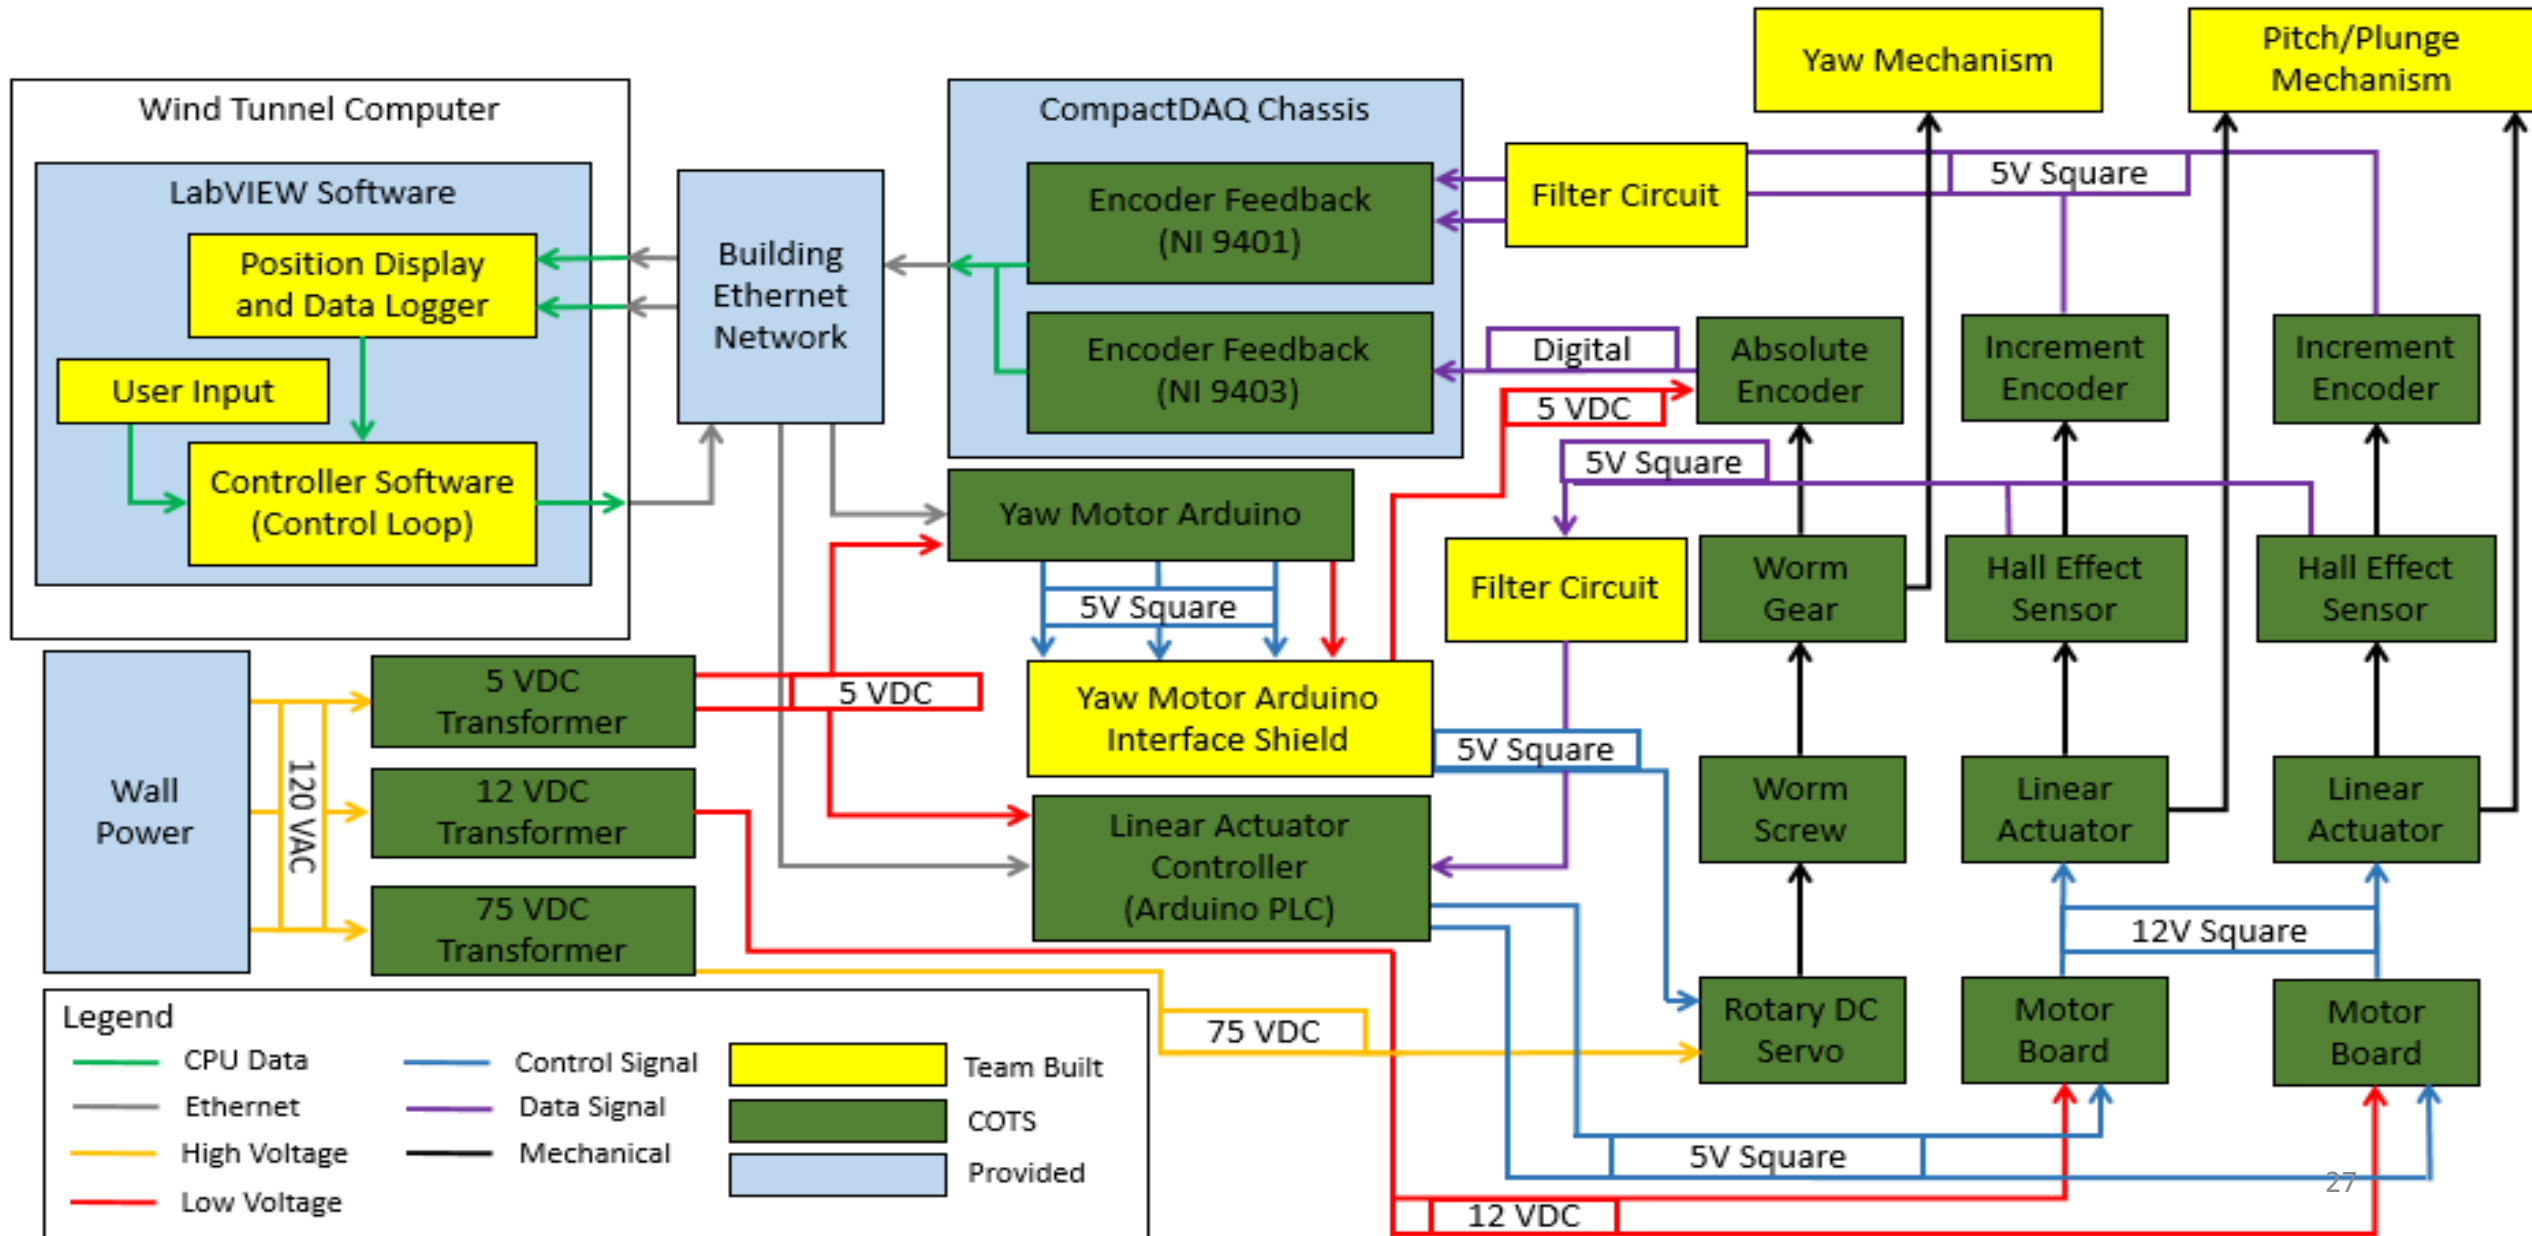 Yaw Mechanism
Pitch/Plunge
Mechanism
Wind Tunnel Computer
CompactDAQ Chassis
LabVIEW Software
Position Display
and Data Logger
User Input
Controller Software
(Control Loop)
Building
Ethernet
Network
Encoder Feedback
(NI 9401)
Encoder Feedback
(NI 9403)
Filter Circuit
5V Square
Digital
5 VDC
Absolute
Encoder
Increment
Encoder
Increment
Encoder
5V Square
Yaw Motor Arduino
5V Square
Filter Circuit
Worm
Gear
Hall Effect
Sensor
Hall Effect
Sensor
Wall
Power
120 VAC
5 VDC
Transformer
12 VDC
Transformer
75 VDC
Transformer
5 VDC
Yaw Motor Arduino
Interface Shield
5V Square
Linear Actuator
Controller
(Arduino PLC)
Worm
Screw
Linear
Actuator
Linear
Actuator
12V Square
75 VDC
Rotary DC
Servo
Motor
Board
Motor
Board
5V Square
12 VDC
27
Legend
CPU Data
Ethernet
High Voltage
Low Voltage
Control Signal
Data Signal
Mechanical
Team Built
COTS
Provided